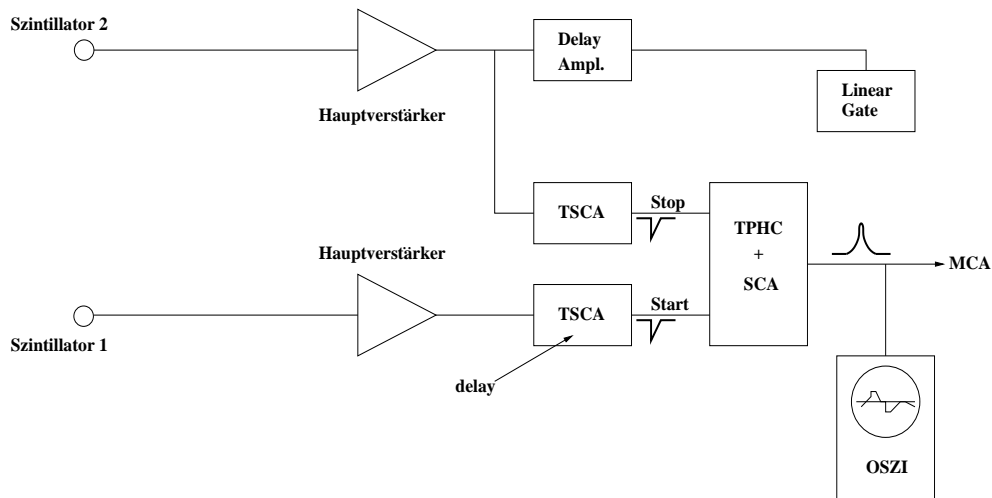 Szintillator 2
Delay
Ampl.
Linear
Gate
Hauptverstärker
TSCA
Stop
TPHC
+
SCA
Hauptverstärker
MCA
TSCA
Start
Szintillator 1
delay
OSZI